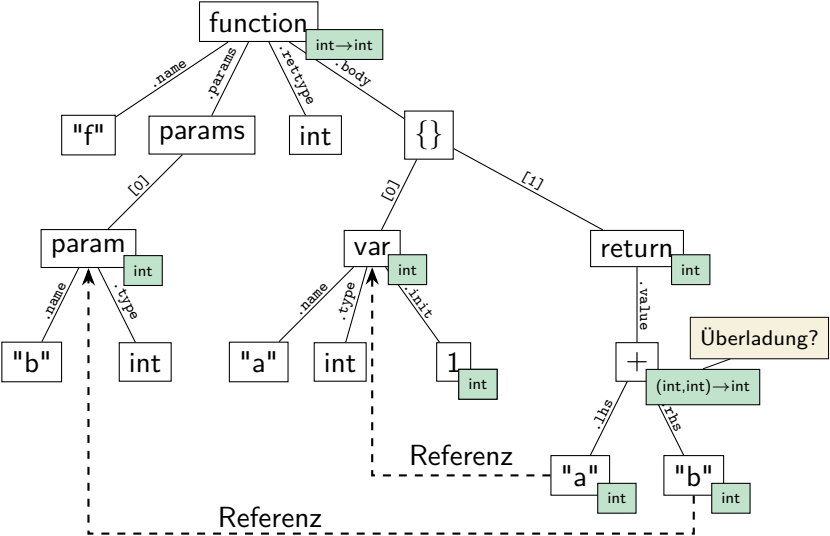 function
int→int
.name
.params
.rettype
.body
"f"
params
int
{}
[0]
[0]
[1]
param
int
var
int
return
int
.name
.type
.name
.type
.init
.value
"b"
int
"a"
int
1
int
+
(int,int)→int
Überladung?
.lhs
.rhs
Referenz
"a"
int
"b"
int
Referenz